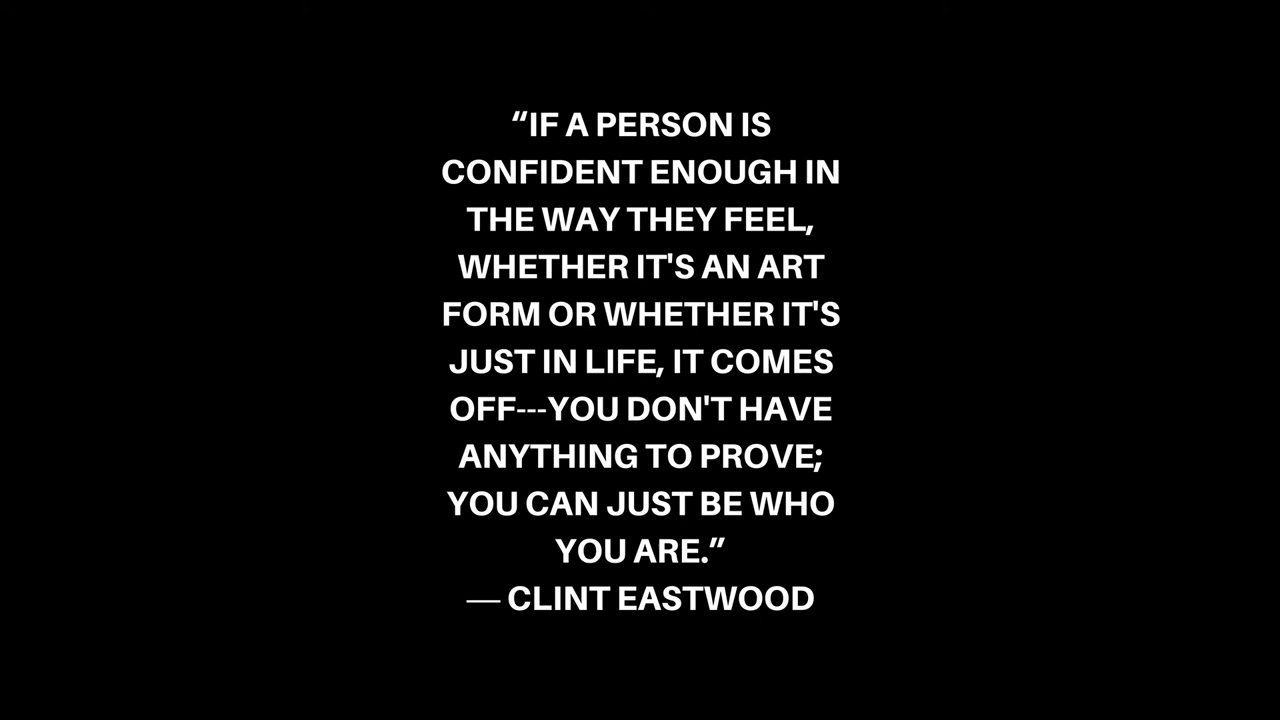 “IF A PERSON IS
CONFIDENT ENOUGH IN
THE WAY THEY FEEL,
WHETHER IT'S AN ART
FORM OR WHETHER IT'S
JUST IN LIFE, IT COMES
OFF---YOU DON'T HAVE
ANYTHING TO PROVE;
YOU CAN JUST BE WHO
YOU ARE.”
— CLINT EASTWOOD